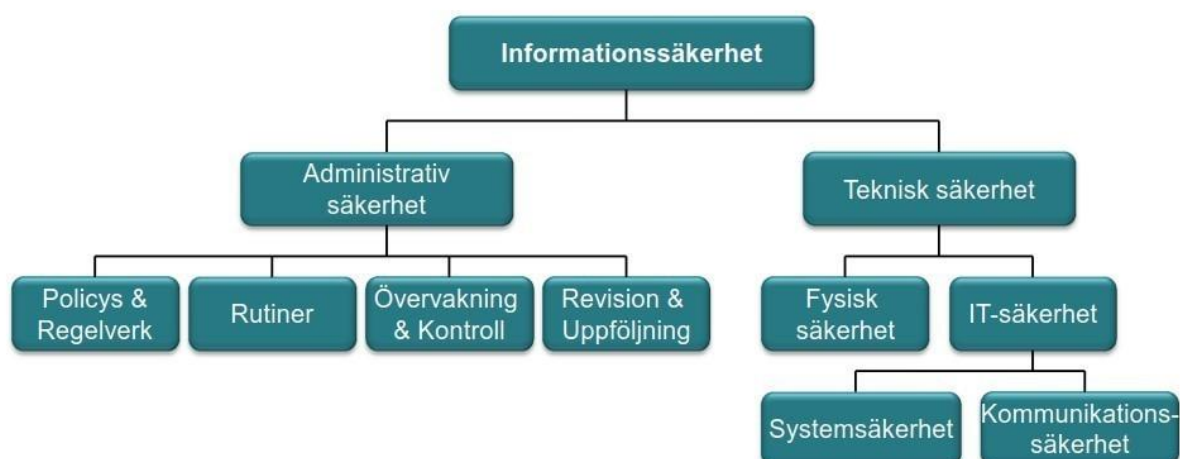 Informationssäkerhet
Administrativ
säkerhet
Teknisk säkerhet
Policys &
Regelverk
Rutiner
Övervakning
& Kontroll
Revision &
Uppföljning
Fysisk
säkerhet
IT-säkerhet
Systemsäkerhet
Kommunikations-
säkerhet